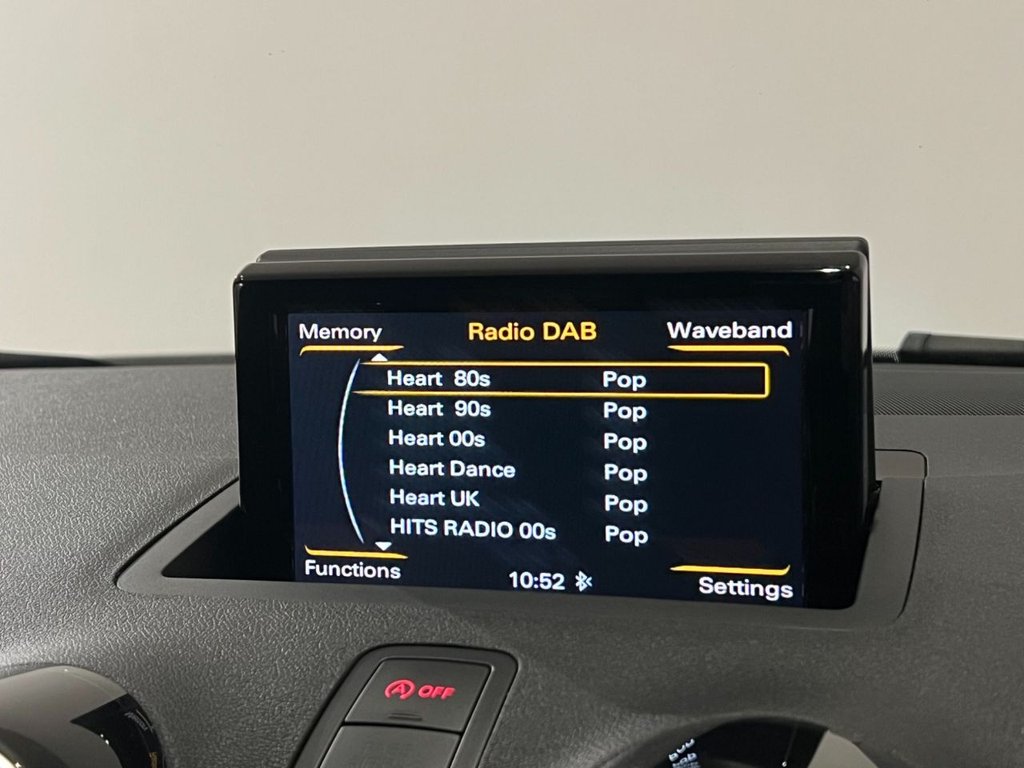 Memory Radio DAB Waveband
Heart 80s Pop
Heart 90s Pop
Heart 00s Pop
Heart Dance Pop
Heart UK Pop
HITS RADIO 00s Pop
Functions 10:52 Settings
A OFF